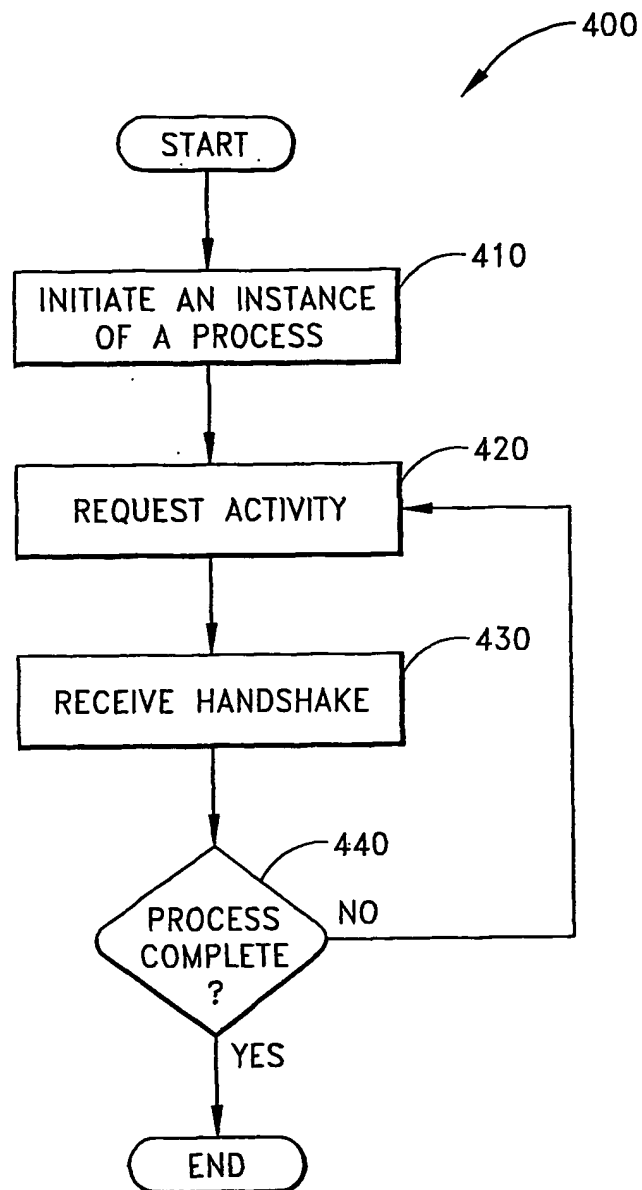 400
START
410
INITIATE AN INSTANCE
OF A PROCESS
420
REQUEST ACTIVITY
430
RECEIVE HANDSHAKE
440
PROCESS
COMPLETE
?
NO
YES
END